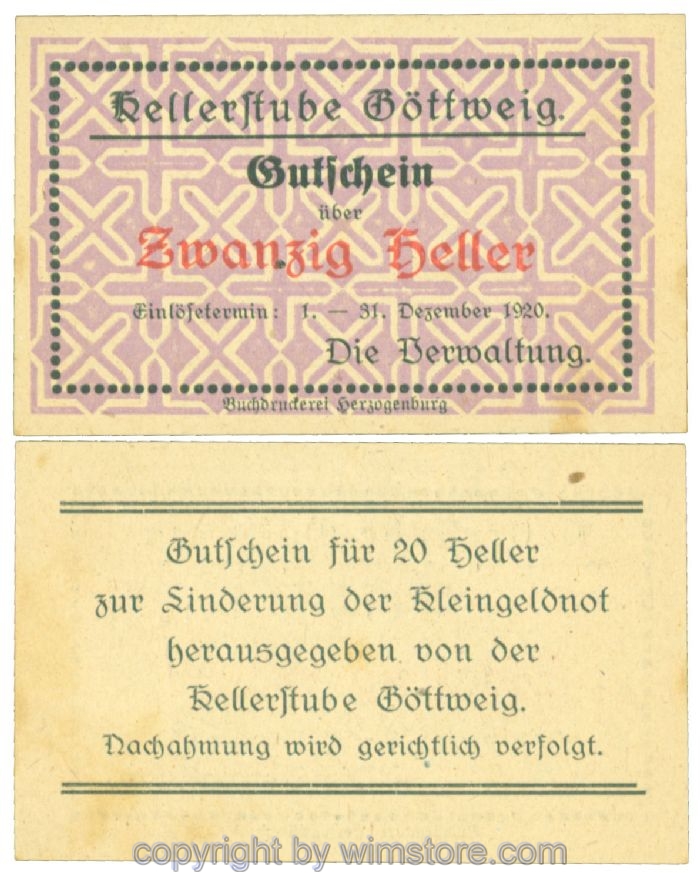 Kellerstube Göttweig.
Gutschein
über
Zwanzig Heller
Einlösetermin: 1. — 31. Dezember 1920.
Die Verwaltung.
Buchdruckerei Herzogenburg
Gutschein für 20 Heller
zur Linderung der Kleingeldnot
herausgegeben von der
Kellerstube Göttweig.
Nachahmung wird gerichtlich verfolgt.
copyright by wimstore.com